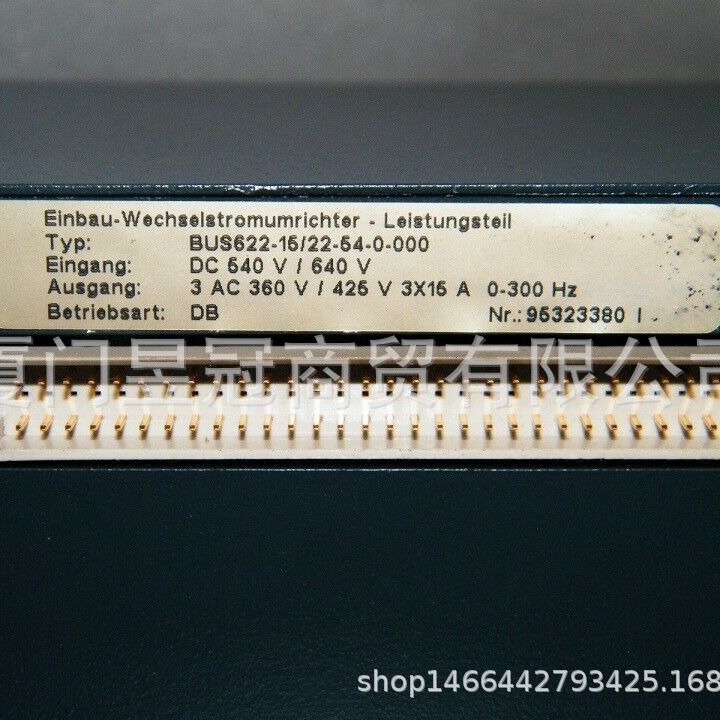 Einbau-Wechselstromumrichter - Leistungsteil
Typ: BUS622-15/22-54-0-000
Eingang: DC 540 V / 640 V
Ausgang: 3 AC 360 V / 425 V 3X15 A 0-300 Hz
Betriebsart: DB Nr.: 95323380 I
厦门昱冠商贸有限公司
shop1466442793425.168